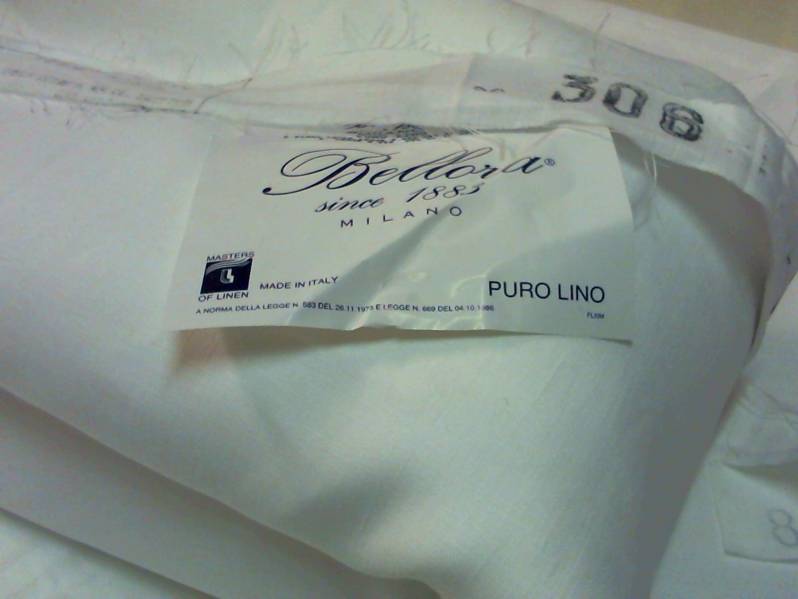 306
Bellora®
since 1883
MILANO
MASTERS
OF LINEN
MADE IN ITALY
PURO LINO
A NORMA DELLA LEGGE N. 883 DEL 26.11.1973 E LEGGE N. 669 DEL 04.10.1986
8